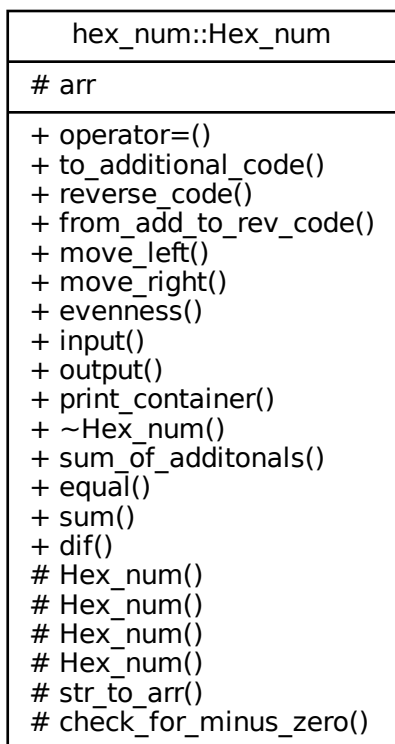 hex_num::Hex_num
# arr
+ operator=()
+ to_additional_code()
+ reverse_code()
+ from_add_to_rev_code()
+ move_left()
+ move_right()
+ evenness()
+ input()
+ output()
+ print_container()
+ ~Hex_num()
+ sum_of_additonals()
+ equal()
+ sum()
+ dif()
# Hex_num()
# Hex_num()
# Hex_num()
# Hex_num()
# str_to_arr()
# check_for_minus_zero()